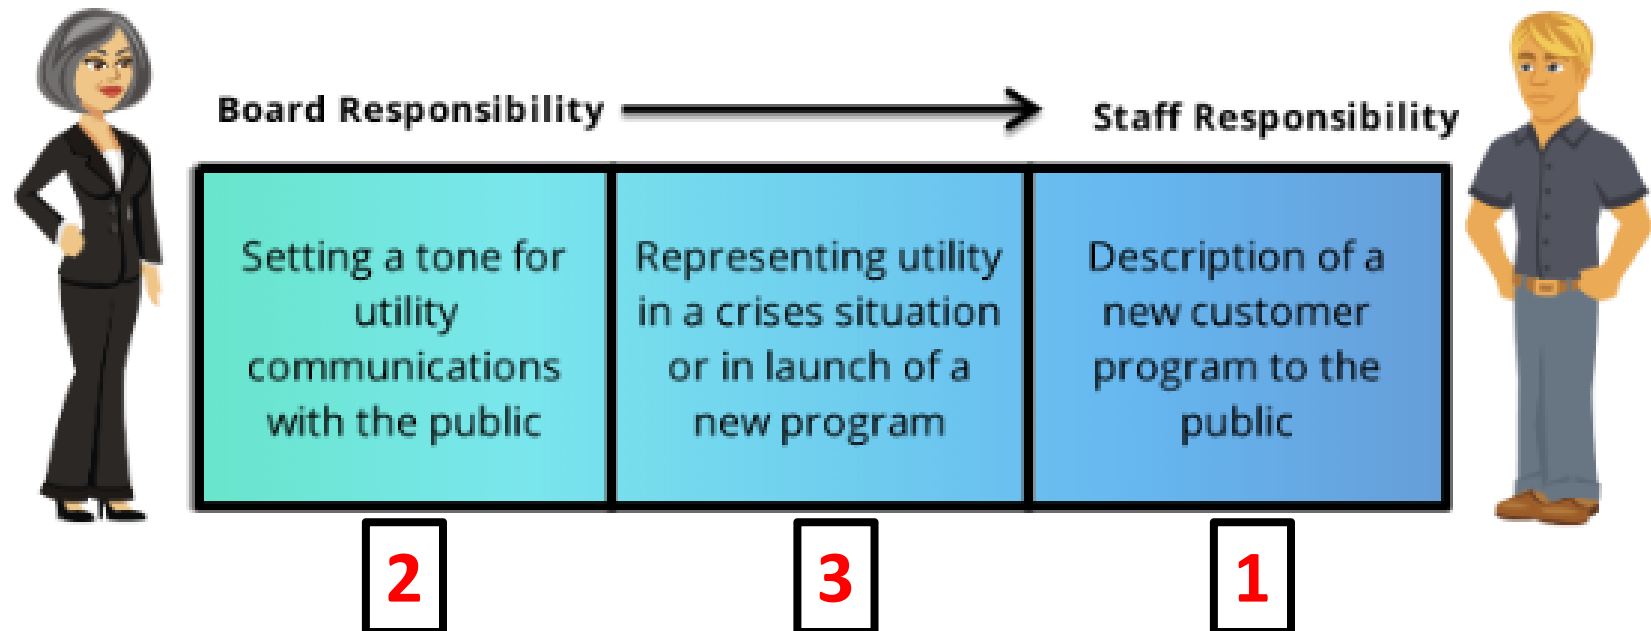 Board Responsibility
Staff Responsibility
Setting a tone for
utility
communications
with the public
Representing utility
in a crises situation
or in launch of a
new program
Description of a
new customer
program to the
public
2
3
1